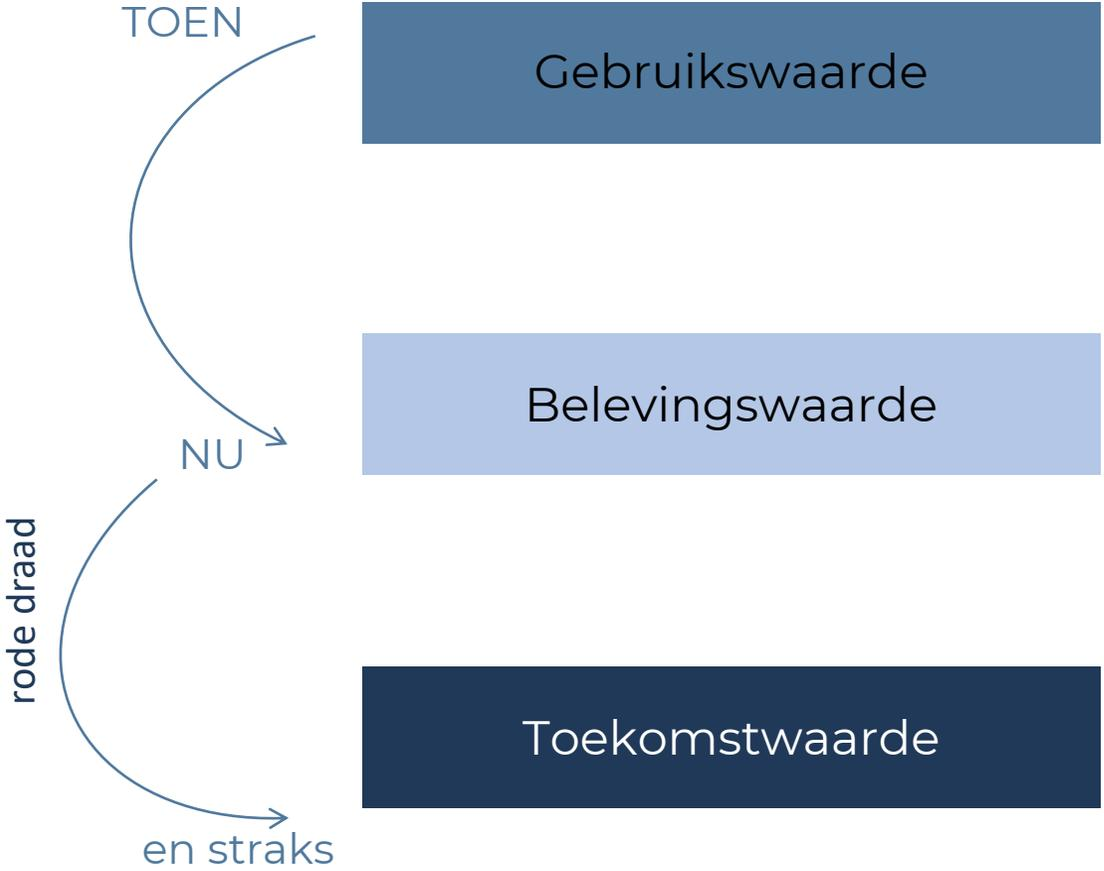 TOEN
Gebruikswaarde
Belevingswaarde
NU
rode draad
Toekomstwaarde
en straks